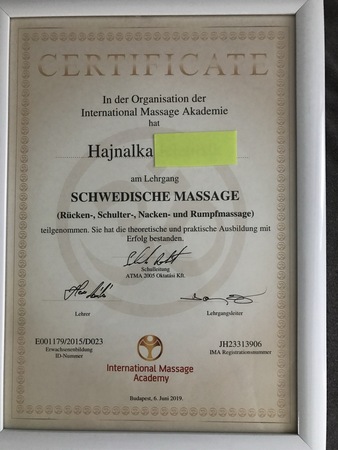 CERTIFICATE
In der Organisation der
International Massage Akademie
hat
Hajnalka
am Lehrgang
SCHWEDISCHE MASSAGE
(Rücken-, Schulter-, Nacken- und Rumpfmassage)
teilgenommen. Sie hat die theoretische und praktische Ausbildung mit
Erfolg bestanden.
Schulleitung
ATMA 2005 Oktatási Kft.
Lehrer
Lehrgangsleiter
E001179/2015/D023
Erwachsenenbildung
ID-Nummer
JH23313906
IMA Registrationsnummer
International Massage
Academy
Budapest, 6. Juni 2019.